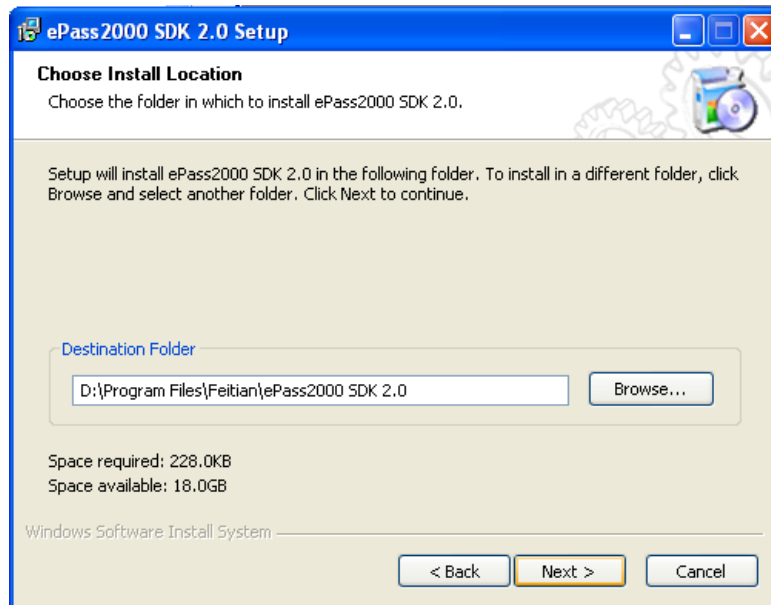 ePass2000 SDK 2.0 Setup
Choose Install Location
Choose the folder in which to install ePass2000 SDK 2.0.
Setup will install ePass2000 SDK 2.0 in the following folder. To install in a different folder, click
Browse and select another folder. Click Next to continue.
Destination Folder
D:\Program Files\Feitian\ePass2000 SDK 2.0
Browse...
Space required: 228.0KB
Space available: 18.0GB
Windows Software Install System
< Back
Next >
Cancel